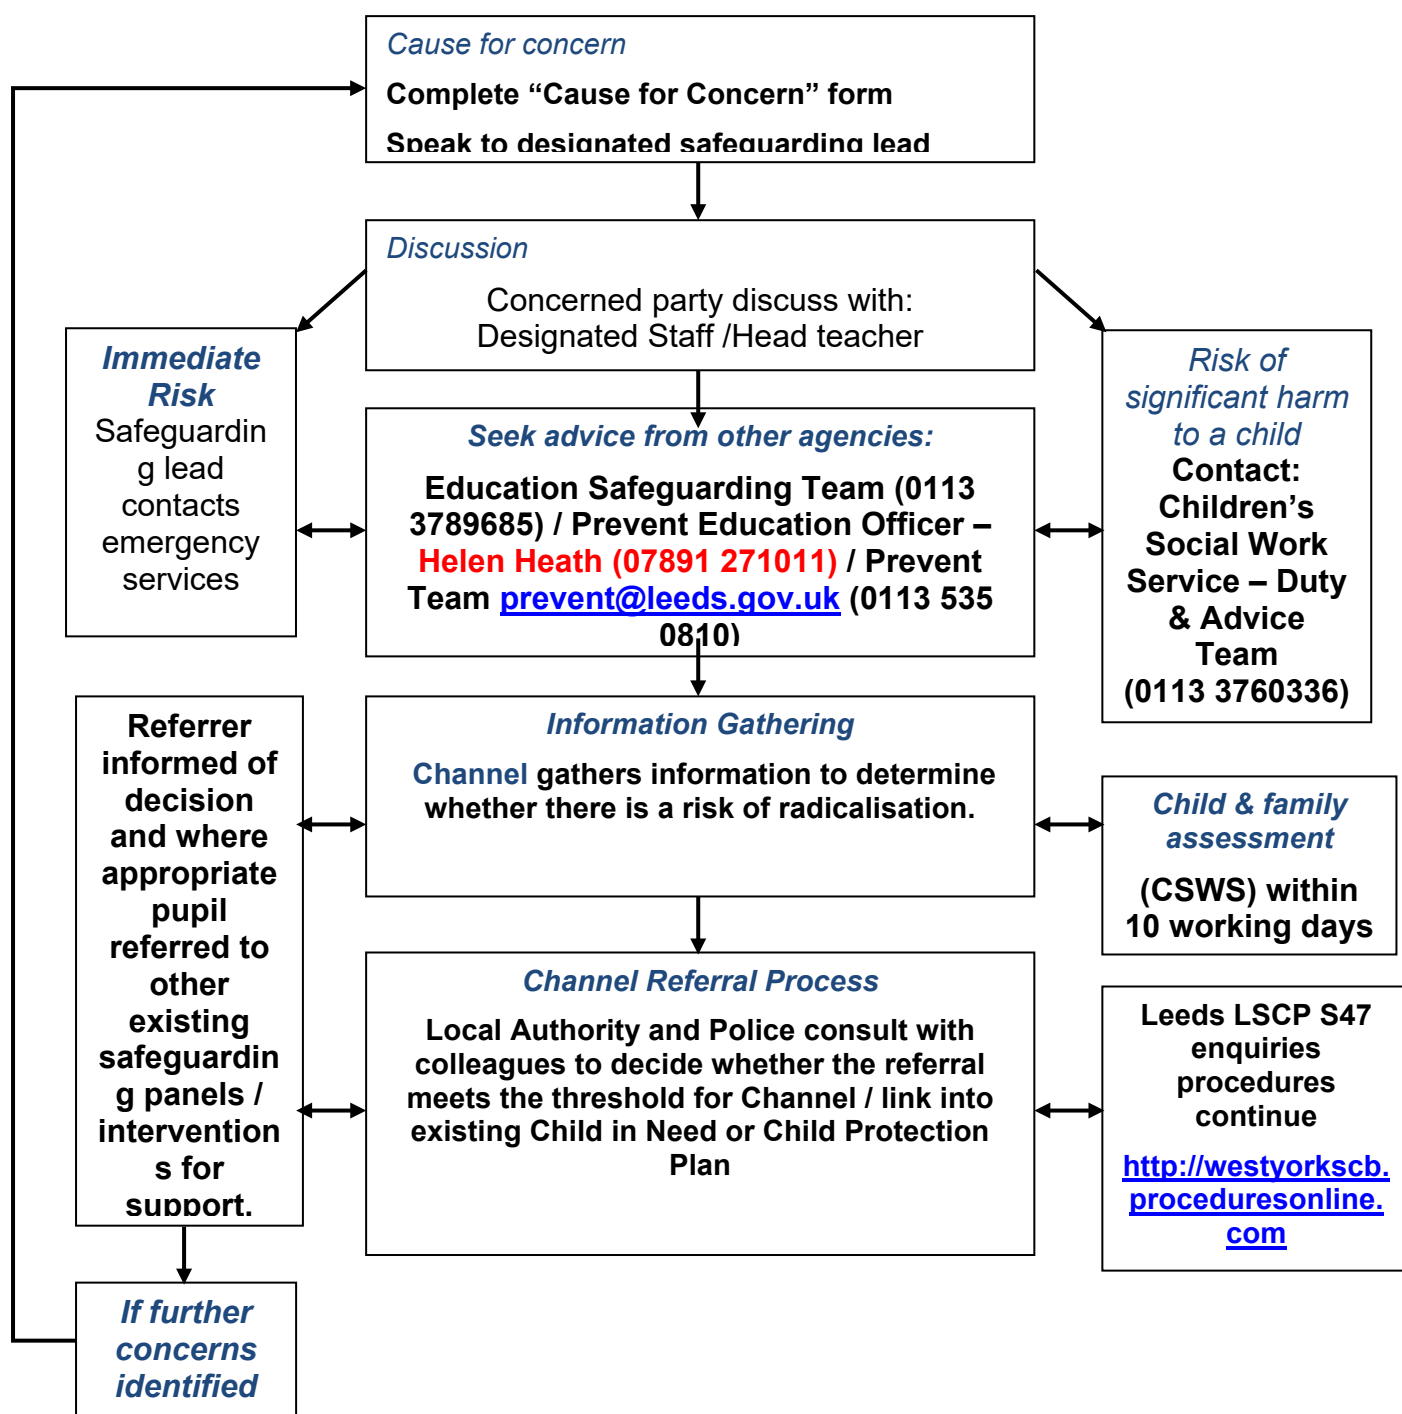 Cause for concern
Complete “Cause for Concern” form
Speak to designated safeguarding lead
Discussion
Concerned party discuss with:
Designated Staff /Head teacher
Immediate
Risk
Safeguardin
g lead
contacts
emergency
services
Seek advice from other agencies:
Education Safeguarding Team (0113
3789685) / Prevent Education Officer –
Helen Heath (07891 271011) / Prevent
Team prevent@leeds.gov.uk (0113 535
0810)
Risk of
significant harm
to a child
Contact:
Children’s
Social Work
Service – Duty
& Advice
Team
(0113 3760336)
Referrer
informed of
decision
and where
appropriate
pupil
referred to
other
existing
safeguardin
g panels /
intervention
s for
support.
Information Gathering
Channel gathers information to determine
whether there is a risk of radicalisation.
Child & family
assessment
(CSWS) within
10 working days
Channel Referral Process
Local Authority and Police consult with
colleagues to decide whether the referral
meets the threshold for Channel / link into
existing Child in Need or Child Protection
Plan
Leeds LSCP S47
enquiries
procedures
continue
http://westyorkscb.
proceduresonline.
com
If further
concerns
identified